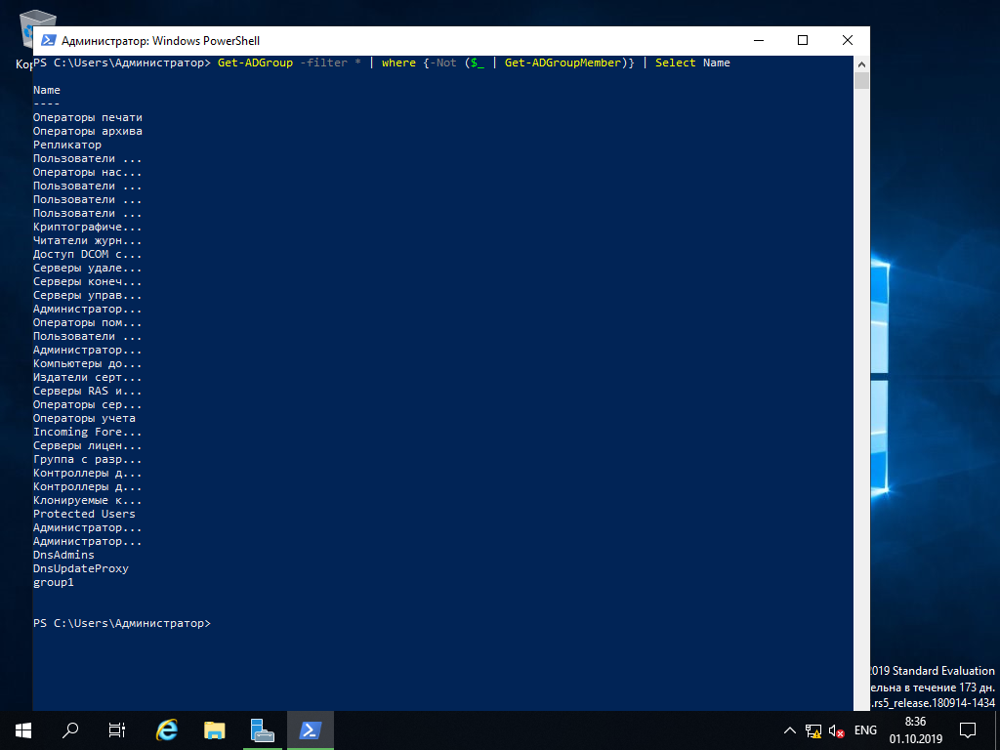 Администратор: Windows PowerShell
Кор
PS C:\Users\Администратор> Get-ADGroup -filter * | where {-Not ($_ | Get-ADGroupMember)} | Select Name
Name
----
Операторы печати
Операторы архива
Репликатор
Пользователи ...
Операторы нас...
Пользователи ...
Пользователи ...
Пользователи ...
Криптографиче...
Читатели журн...
Доступ DCOM с...
Серверы удале...
Серверы конеч...
Серверы управ...
Администратор...
Операторы пом...
Пользователи ...
Администратор...
Компьютеры до...
Издатели серт...
Серверы RAS и...
Операторы сер...
Операторы учета
Incoming Fore...
Серверы лицен...
Группа с разр...
Контроллеры д...
Контроллеры д...
Клонируемые к...
Protected Users
Администратор...
Администратор...
DnsAdmins
DnsUpdateProxy
group1
PS C:\Users\Администратор>
2019 Standard Evaluation
ельна в течение 173 дн.
.rs5_release.180914-1434
ENG
8:36
01.10.2019